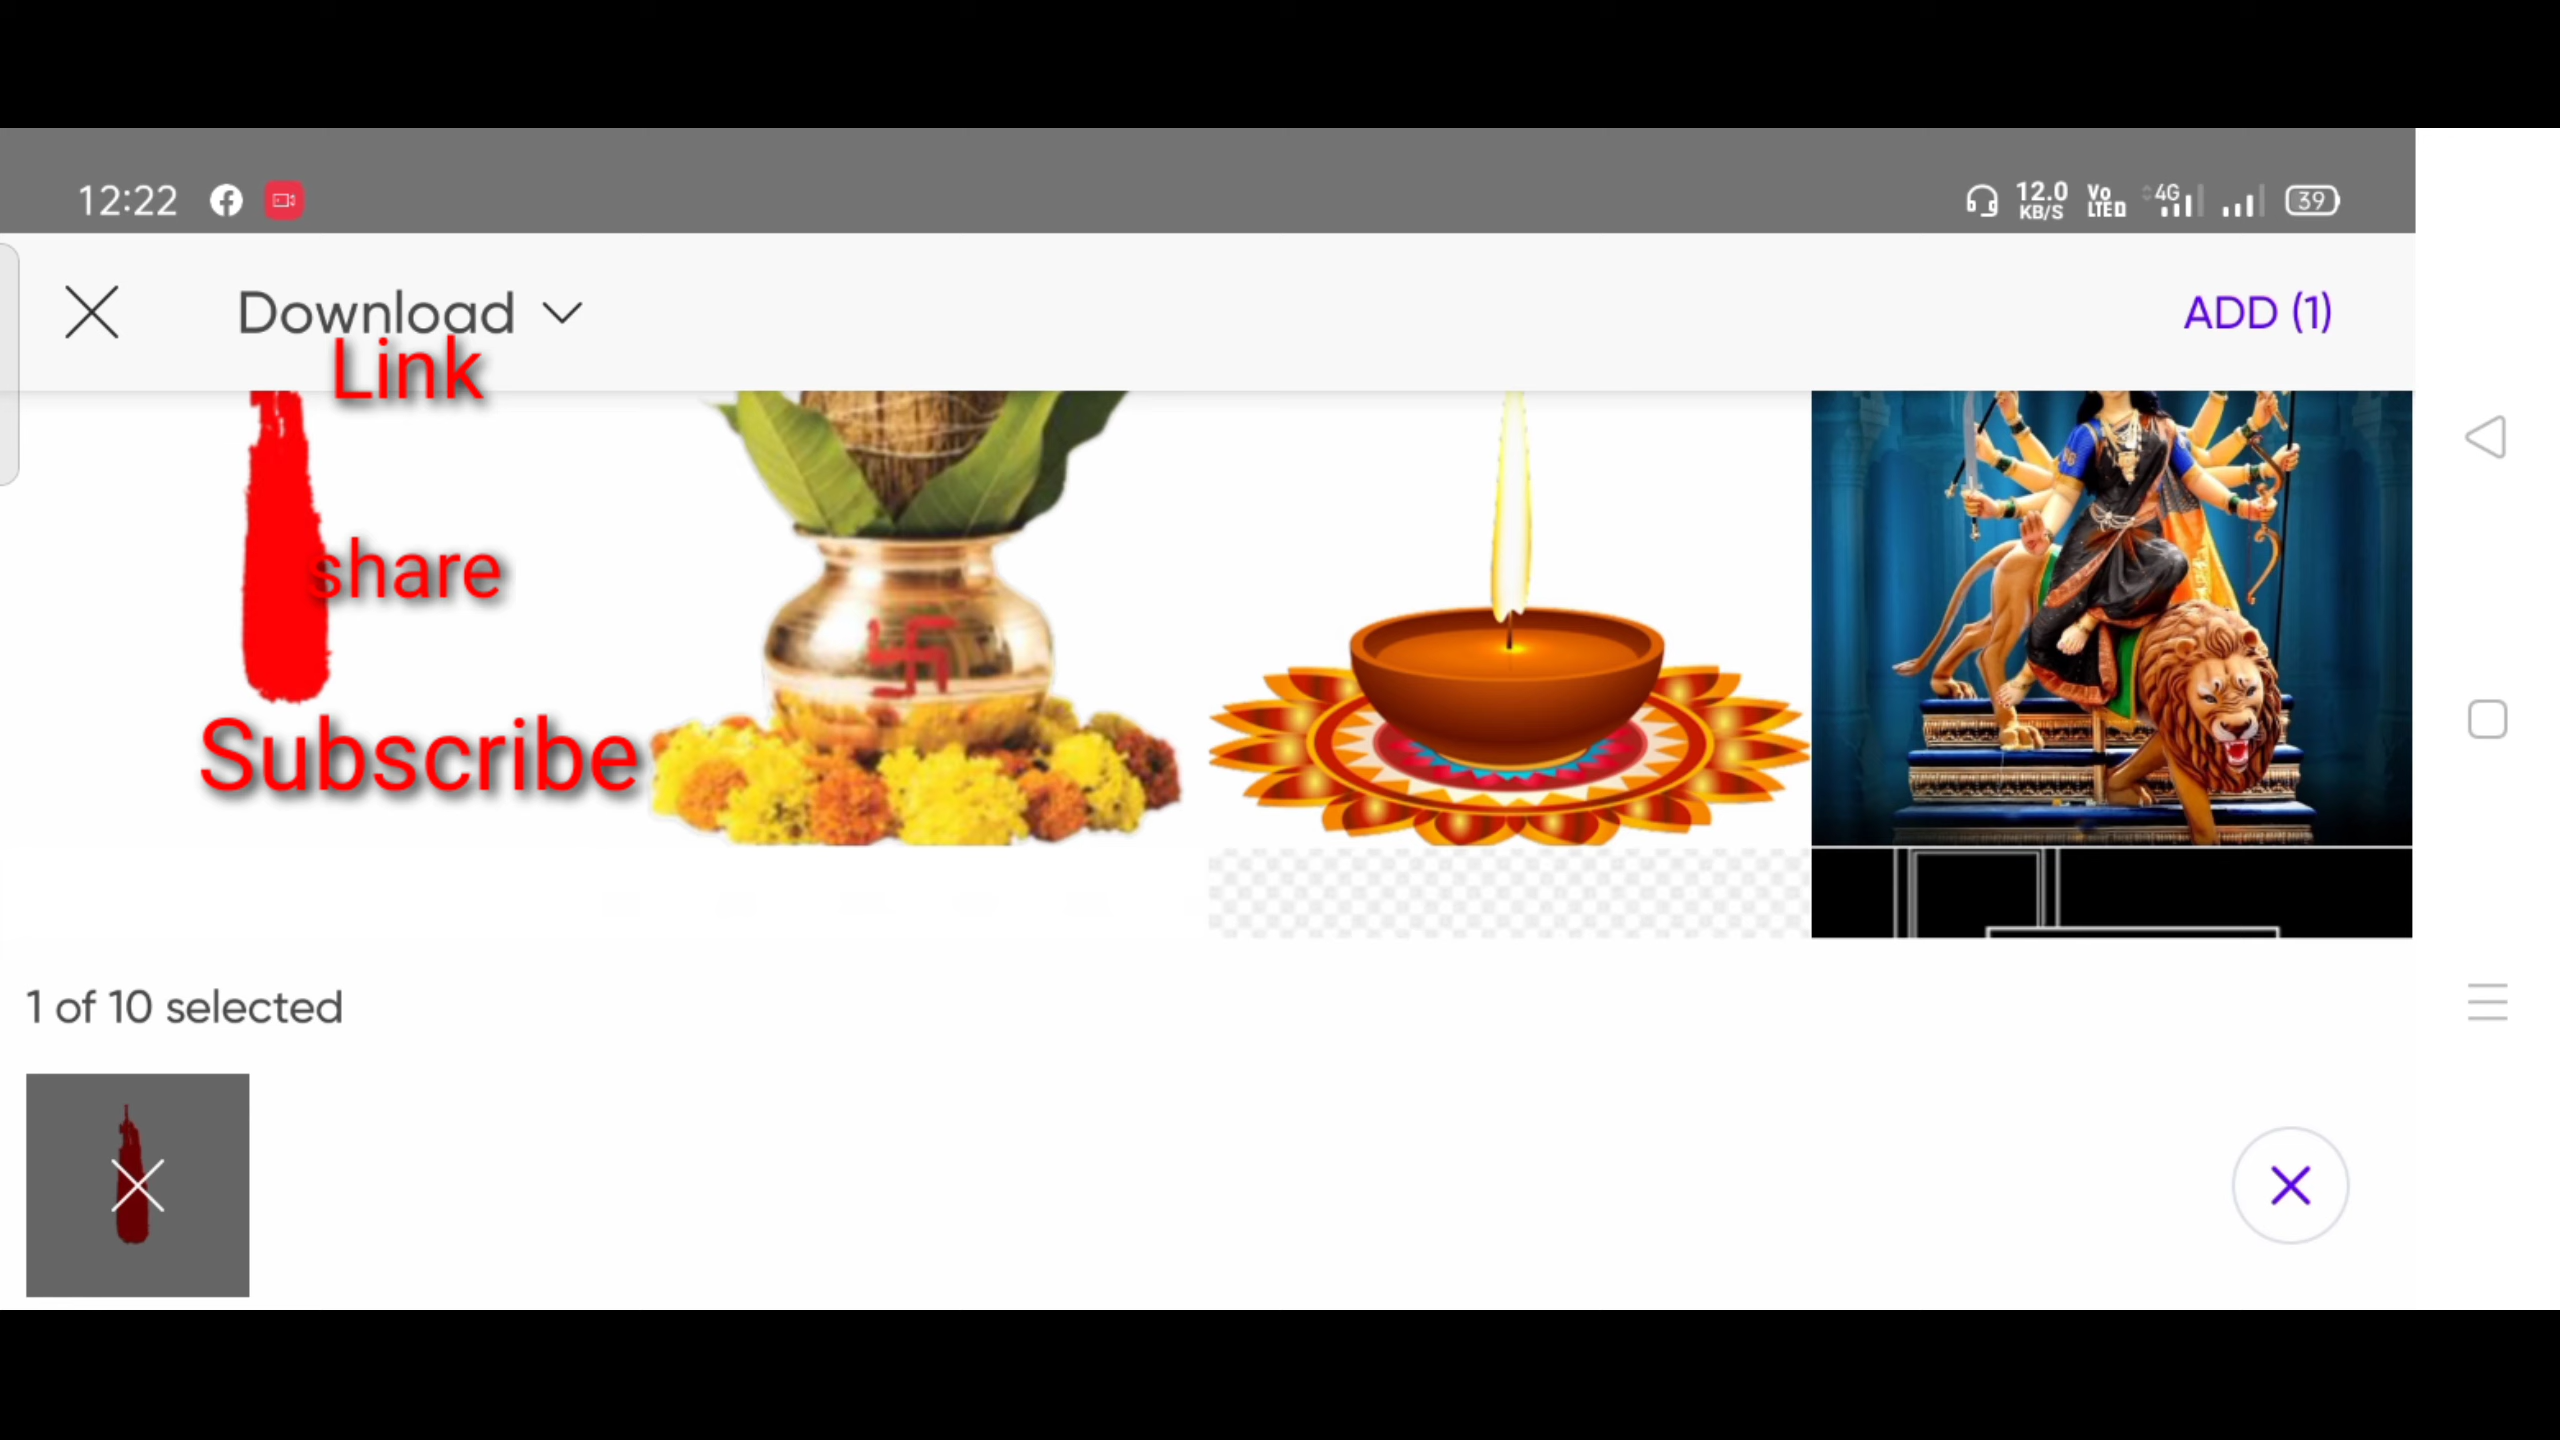 12:22
12.0
KB/S
Vo
LTE
4G
39
Download
ADD (1)
Link
share
Subscribe
1 of 10 selected